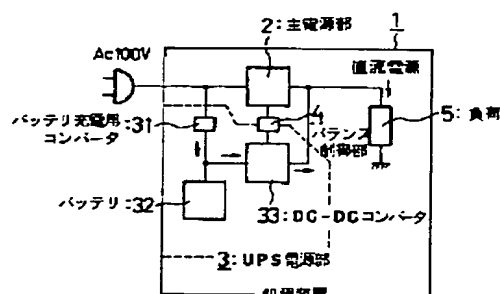 1
2:主電源部
Ac100V
直流電源
バッテリ充電用:31
コンバータ
4
バランス
制御部
5:負荷
バッテリ:32
33:DC-DCコンバータ
3:UPS電源部